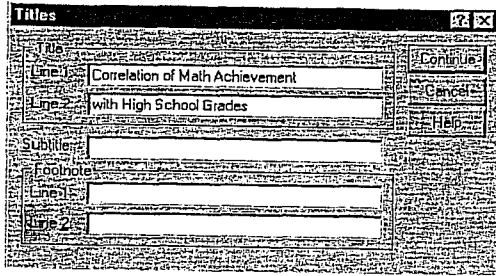 Titles
Title
Line 1: Correlation of Math Achievement
Line 2: with High School Grades
Subtitle:
Footnote
Line 1:
Line 2:
Continue
Cancel
Help